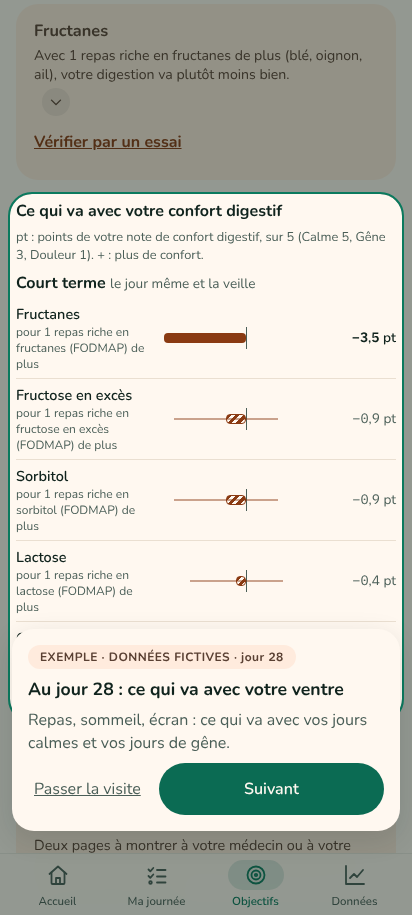 Fructanes
Avec 1 repas riche en fructanes de plus (blé, oignon,
ail), votre digestion va plutôt moins bien.
Vérifier par un essai
Ce qui va avec votre confort digestif
pt : points de votre note de confort digestif, sur 5 (Calme 5, Gêne
3, Douleur 1). + : plus de confort.
Court terme le jour même et la veille
Fructanes
pour 1 repas riche en
fructanes (FODMAP) de
plus
−3,5 pt
Fructose en excès
pour 1 repas riche en
fructose en excès
(FODMAP) de plus
−0,9 pt
Sorbitol
pour 1 repas riche en
sorbitol (FODMAP) de
plus
−0,9 pt
Lactose
pour 1 repas riche en
lactose (FODMAP) de
plus
−0,4 pt
EXEMPLE · DONNÉES FICTIVES · jour 28
Au jour 28 : ce qui va avec votre ventre
Repas, sommeil, écran : ce qui va avec vos jours
calmes et vos jours de gêne.
Passer la visite
Suivant
Deux pages à montrer à votre médecin ou à votre
Accueil
Ma journée
Objectifs
Données